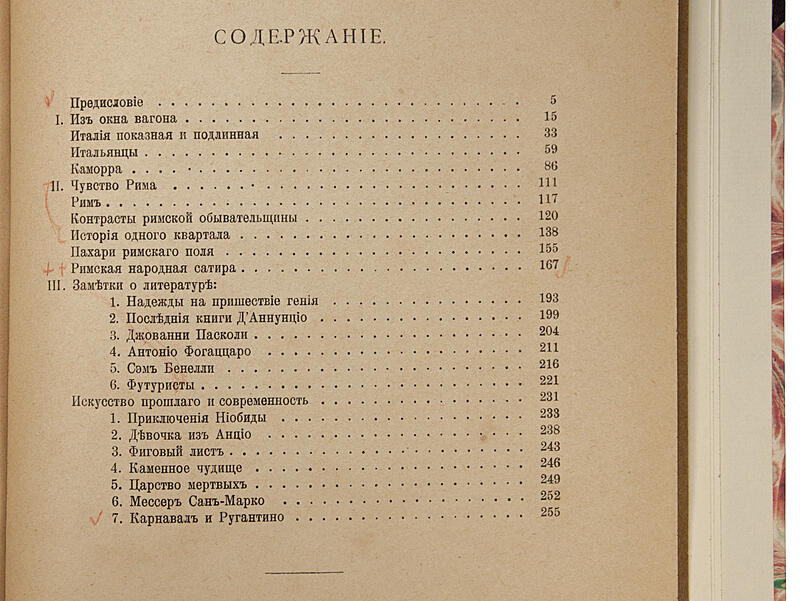 СОДЕРЖАНІЕ.
Предисловіе . . . . . . . . . . . . . . . . . . . . . 5
I. Изъ окна вагона . . . . . . . . . . . . . . . . . . . 15
Италія показная и подлинная . . . . . . . . . . . . . . 33
Итальянцы . . . . . . . . . . . . . . . . . . . . . . 59
Каморра . . . . . . . . . . . . . . . . . . . . . . . 86
II. Чувство Рима . . . . . . . . . . . . . . . . . . . . 111
Римъ . . . . . . . . . . . . . . . . . . . . . . . . 117
Контрасты римской обывательщины . . . . . . . . . . . . 120
Исторія одного квартала . . . . . . . . . . . . . . . . 138
Пахари римскаго поля . . . . . . . . . . . . . . . . . 155
Римская народная сатира . . . . . . . . . . . . . . . . 167
III. Замѣтки о литературѣ:
1. Надежды на пришествіе генія . . . . . . . . . . . 193
2. Послѣднія книги Д’Аннунціо . . . . . . . . . . . . 199
3. Джованни Пасколи . . . . . . . . . . . . . . . . 204
4. Антоніо Фогаццаро . . . . . . . . . . . . . . . . 211
5. Сэмъ Бенелли . . . . . . . . . . . . . . . . . . 216
6. Футуристы . . . . . . . . . . . . . . . . . . . 221
Искусство прошлаго и современность . . . . . . . . . . . 231
1. Приключенія Ніобиды . . . . . . . . . . . . . . . 233
2. Дѣвочка изъ Анціо . . . . . . . . . . . . . . . . 238
3. Фиговый листъ . . . . . . . . . . . . . . . . . . 243
4. Каменное чудище . . . . . . . . . . . . . . . . . 246
5. Царство мертвыхъ . . . . . . . . . . . . . . . . 249
6. Мессеръ Санъ-Марко . . . . . . . . . . . . . . . 252
7. Карнавалъ и Ругантино . . . . . . . . . . . . . . 255